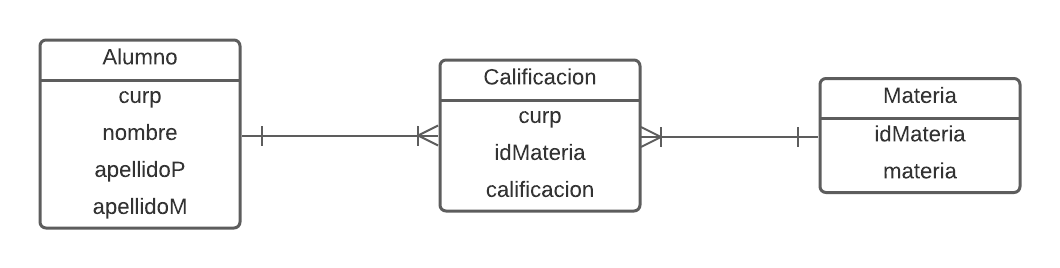 Alumno
curp
nombre
apellidoP
apellidoM
Calificacion
curp
idMateria
calificacion
Materia
idMateria
materia